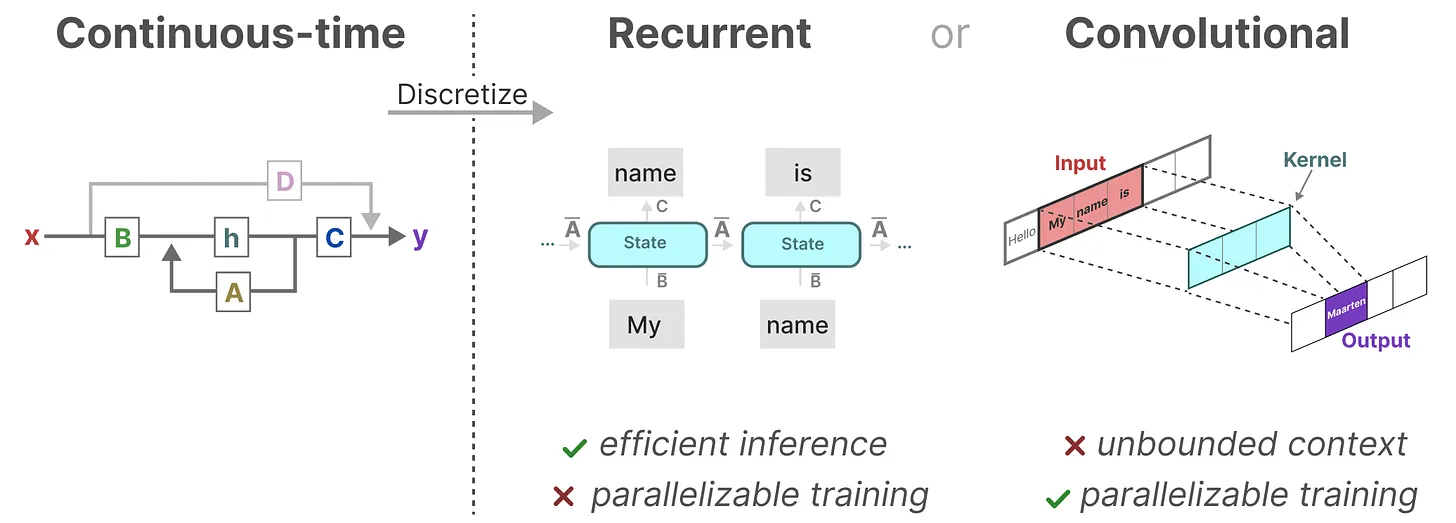 Continuous-time
Recurrent
or
Convolutional
Discretize
D
x
B
h
C
y
A
name
is
C
C
...
A̅
State
A̅
State
A̅
...
B̅
B̅
My
name
Input
Kernel
Hello
My
name
is
Maarten
Output
efficient inference
parallelizable training
unbounded context
parallelizable training